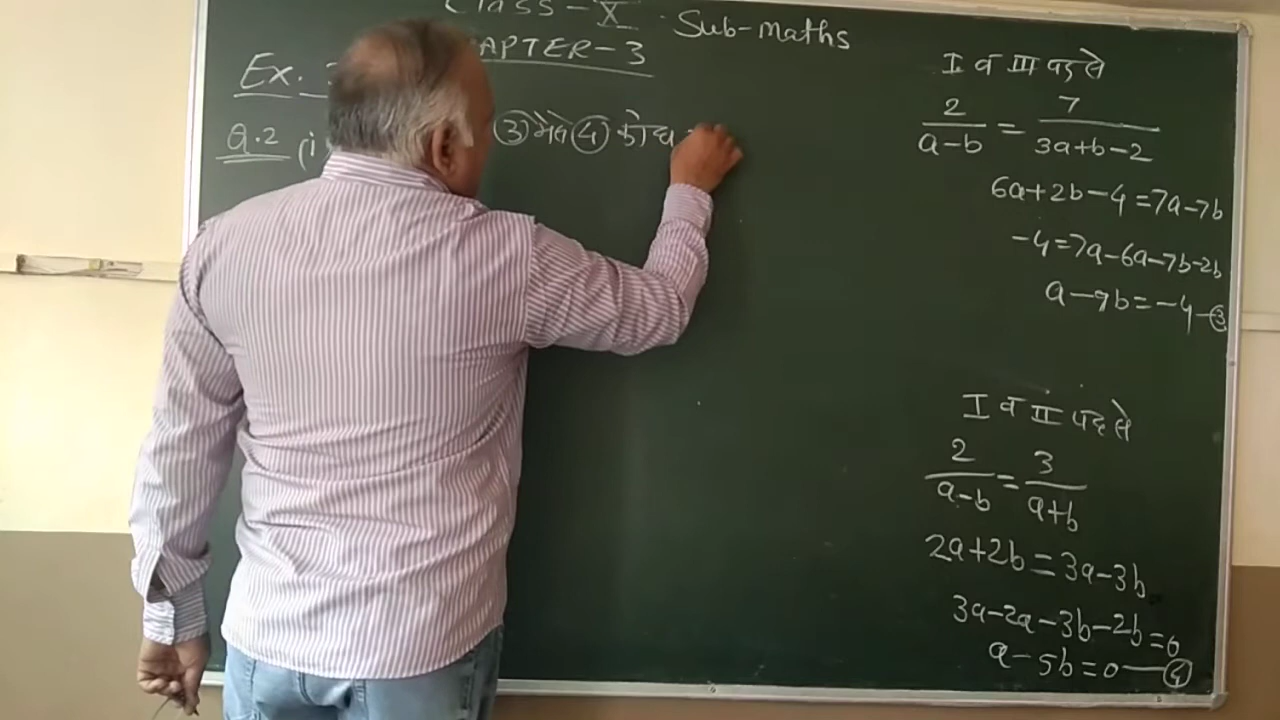 Class-X Sub-Maths
APTER-3
Ex.
Q.2 (i
③ मे से ④ को घ
I व III पद से
2/(a-b) = 7/(3a+b-2)
6a+2b-4=7a-7b
-4=7a-6a-7b-2b
a-9b=-4-③
I व II पद से
2/(a-b) = 3/(a+b)
2a+2b=3a-3b
3a-2a-3b-2b=0
a-5b=0-④